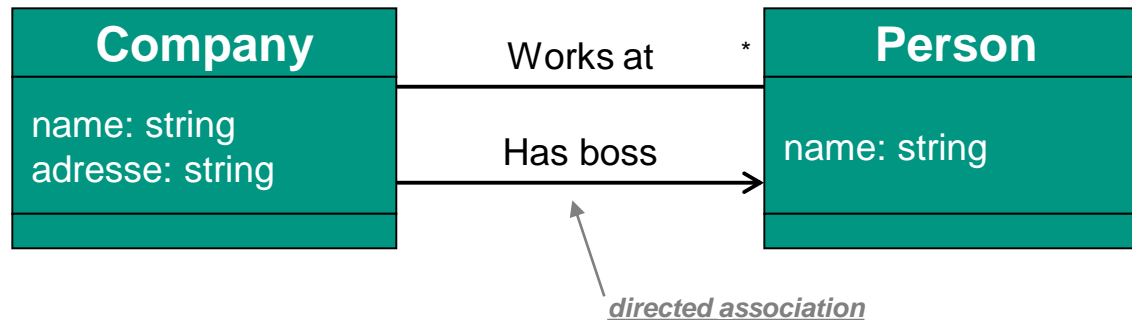 Company
Works at
*
Person
name: string
adresse: string
Has boss
name: string
directed association